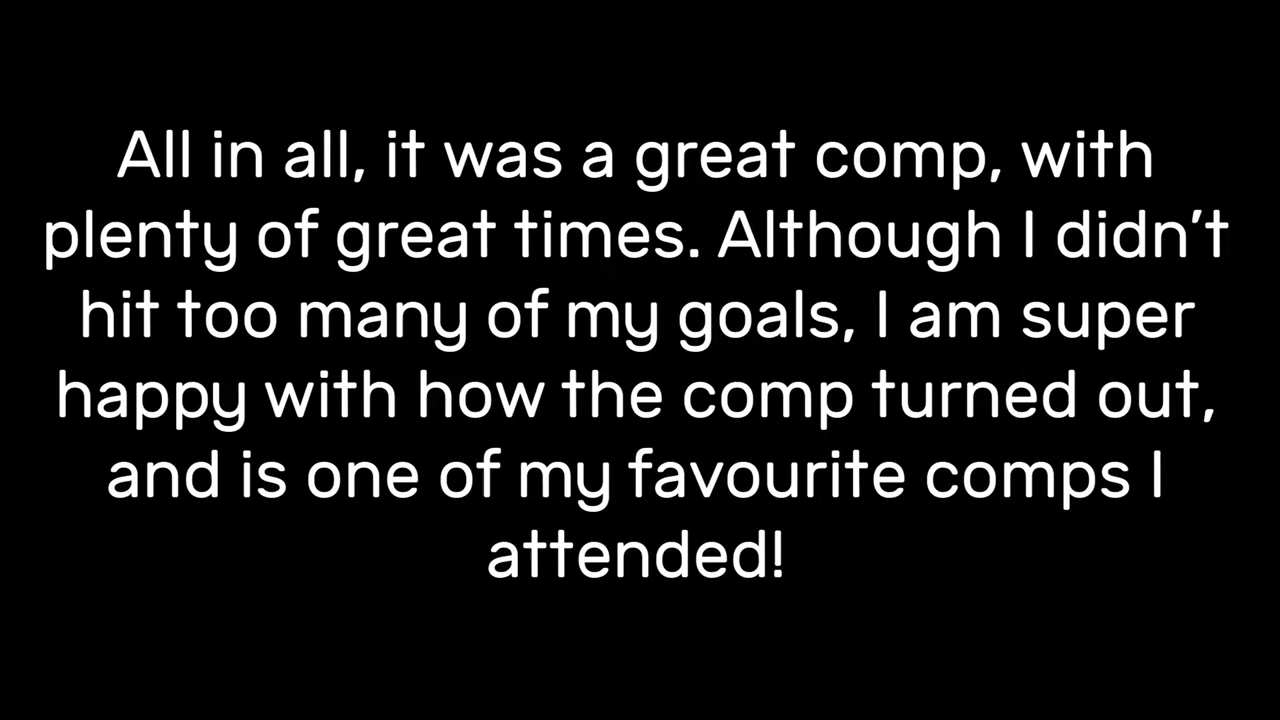 All in all, it was a great comp, with
plenty of great times. Although I didn’t
hit too many of my goals, I am super
happy with how the comp turned out,
and is one of my favourite comps I
attended!